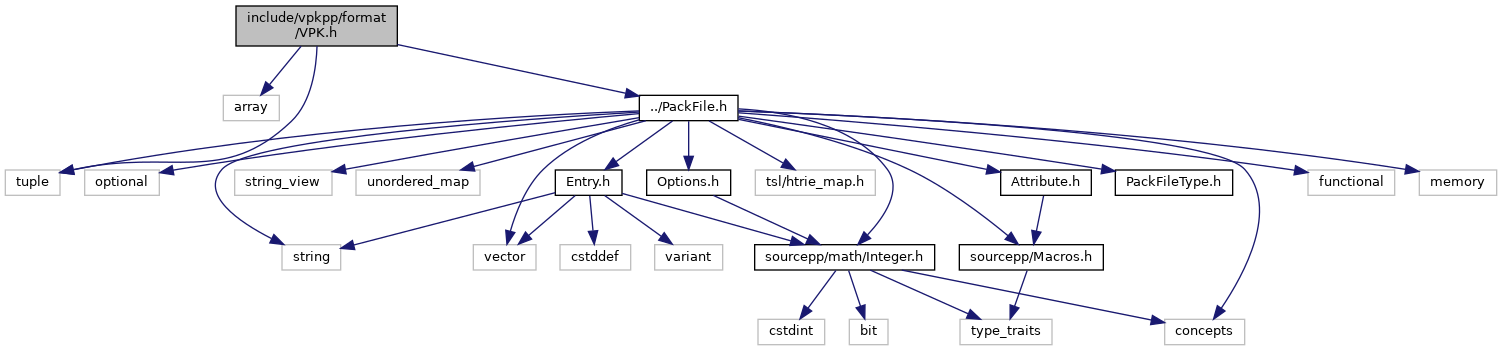 include/vpkpp/format
/VPK.h
array
../PackFile.h
tuple
optional
string_view
unordered_map
Entry.h
Options.h
tsl/htrie_map.h
Attribute.h
PackFileType.h
functional
memory
string
vector
cstddef
variant
sourcepp/math/Integer.h
sourcepp/Macros.h
cstdint
bit
type_traits
concepts